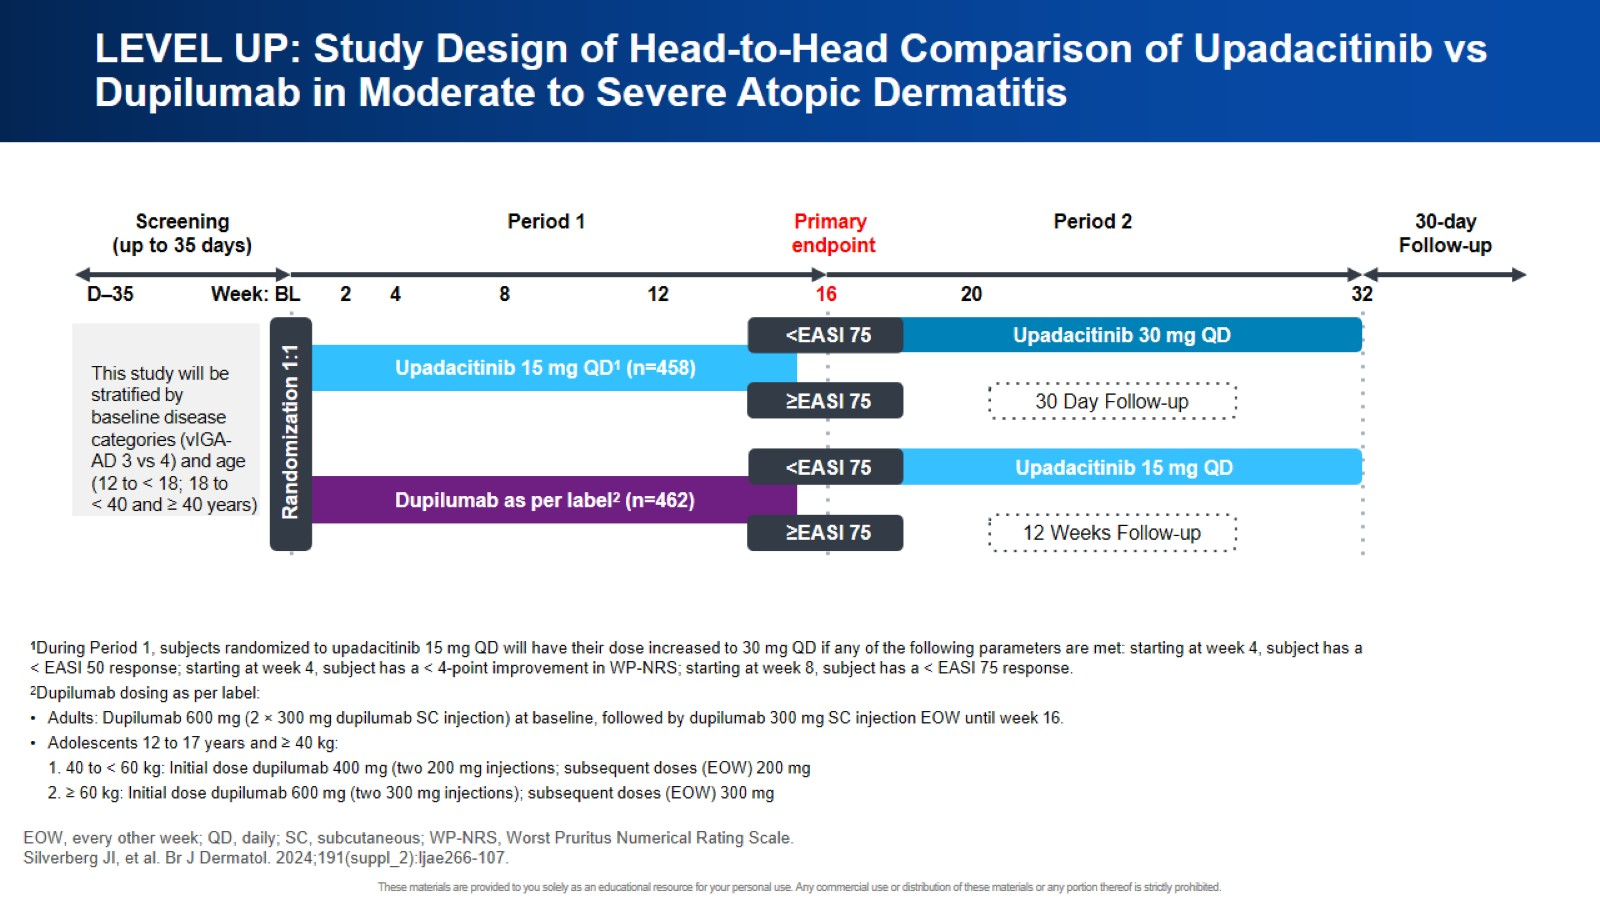 LEVEL UP: Study Design of Head-to-Head Comparison of Upadacitinib vs
Dupilumab in Moderate to Severe Atopic Dermatitis
Screening
(up to 35 days)
Period 1
Primary
endpoint
Period 2
30-day
Follow-up
D–35
Week: BL
2
4
8
12
16
20
32
This study will be
stratified by
baseline disease
categories (vIGA-
AD 3 vs 4) and age
(12 to < 18; 18 to
< 40 and ≥ 40 years)
Randomization 1:1
Upadacitinib 15 mg QD¹ (n=458)
<EASI 75
Upadacitinib 30 mg QD
≥EASI 75
30 Day Follow-up
Dupilumab as per label² (n=462)
<EASI 75
Upadacitinib 15 mg QD
≥EASI 75
12 Weeks Follow-up
¹During Period 1, subjects randomized to upadacitinib 15 mg QD will have their dose increased to 30 mg QD if any of the following parameters are met: starting at week 4, subject has a
< EASI 50 response; starting at week 4, subject has a < 4-point improvement in WP-NRS; starting at week 8, subject has a < EASI 75 response.
²Dupilumab dosing as per label:
• Adults: Dupilumab 600 mg (2 × 300 mg dupilumab SC injection) at baseline, followed by dupilumab 300 mg SC injection EOW until week 16.
• Adolescents 12 to 17 years and ≥ 40 kg:
1. 40 to < 60 kg: Initial dose dupilumab 400 mg (two 200 mg injections; subsequent doses (EOW) 200 mg
2. ≥ 60 kg: Initial dose dupilumab 600 mg (two 300 mg injections); subsequent doses (EOW) 300 mg
EOW, every other week; QD, daily; SC, subcutaneous; WP-NRS, Worst Pruritus Numerical Rating Scale.
Silverberg JI, et al. Br J Dermatol. 2024;191(suppl_2):ljae266-107.
These materials are provided to you solely as an educational resource for your personal use. Any commercial use or distribution of these materials or any portion thereof is strictly prohibited.